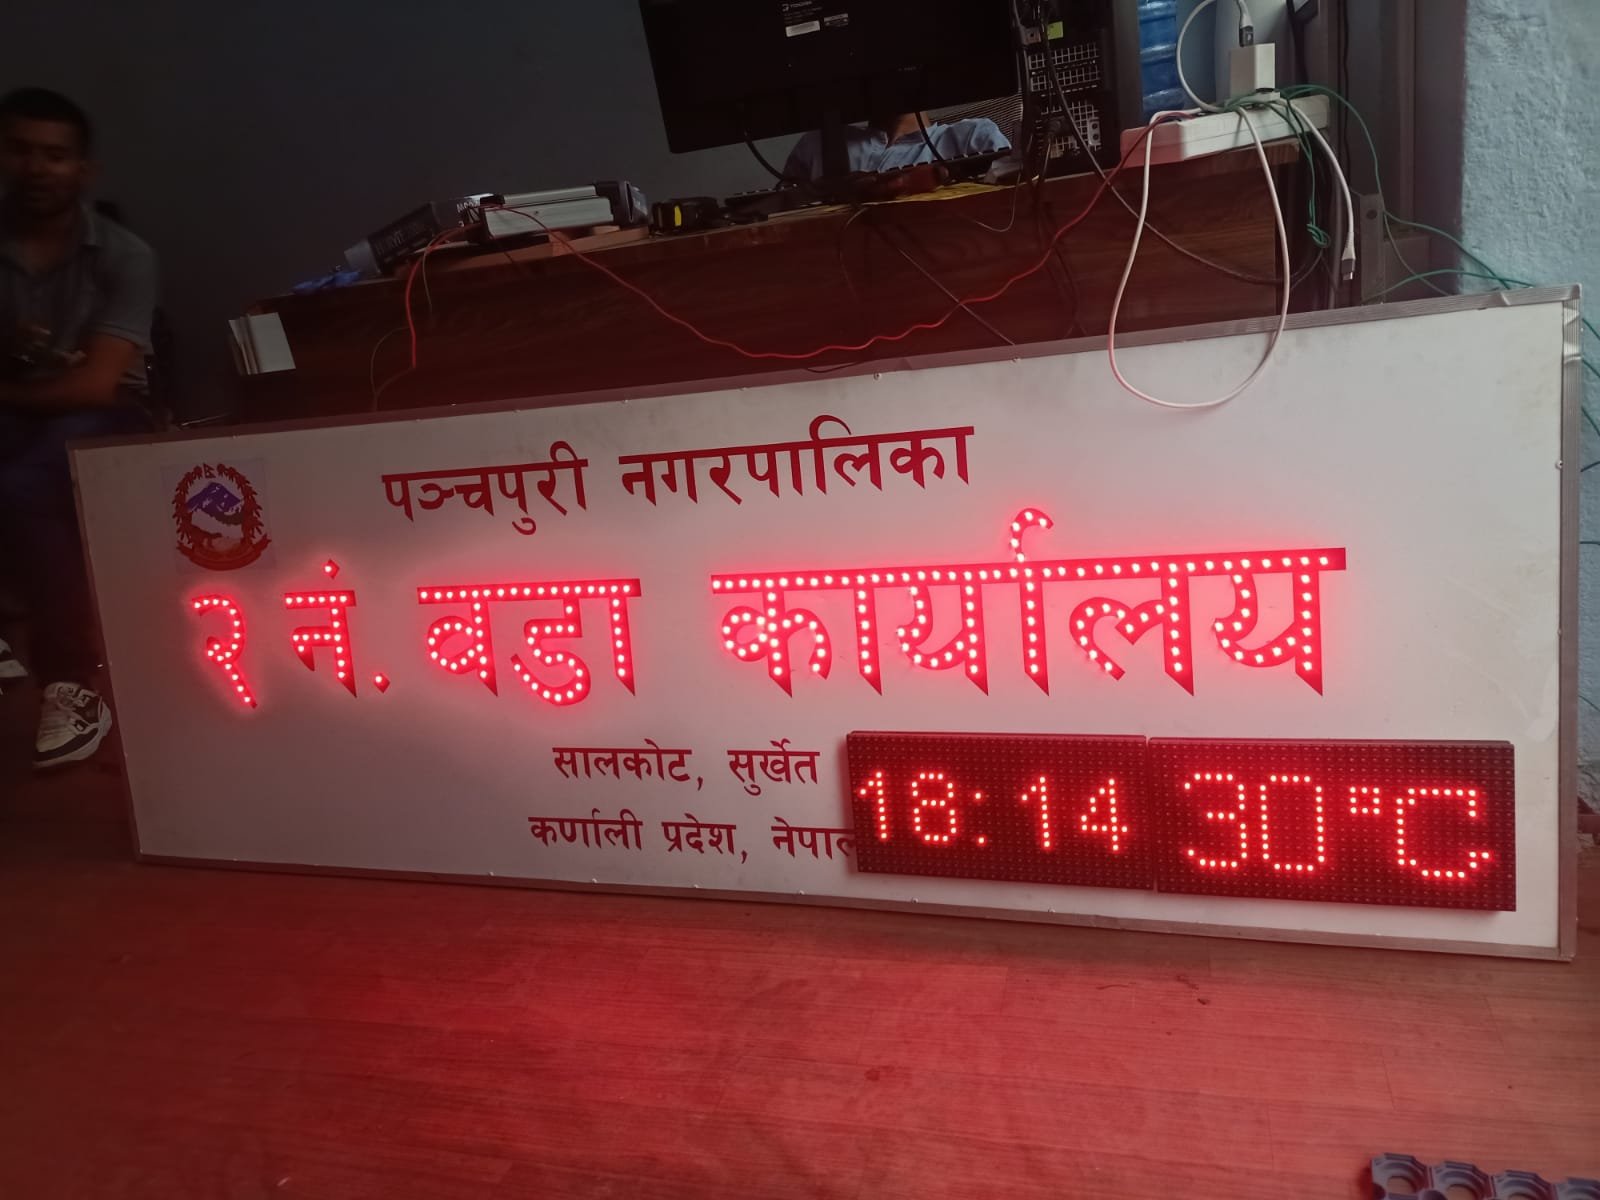 पञ्चपुरी नगरपालिका
२ नं. वडा कार्यालय
सालकोट, सुर्खेत
कर्णाली प्रदेश, नेपाल
18:14 30°C